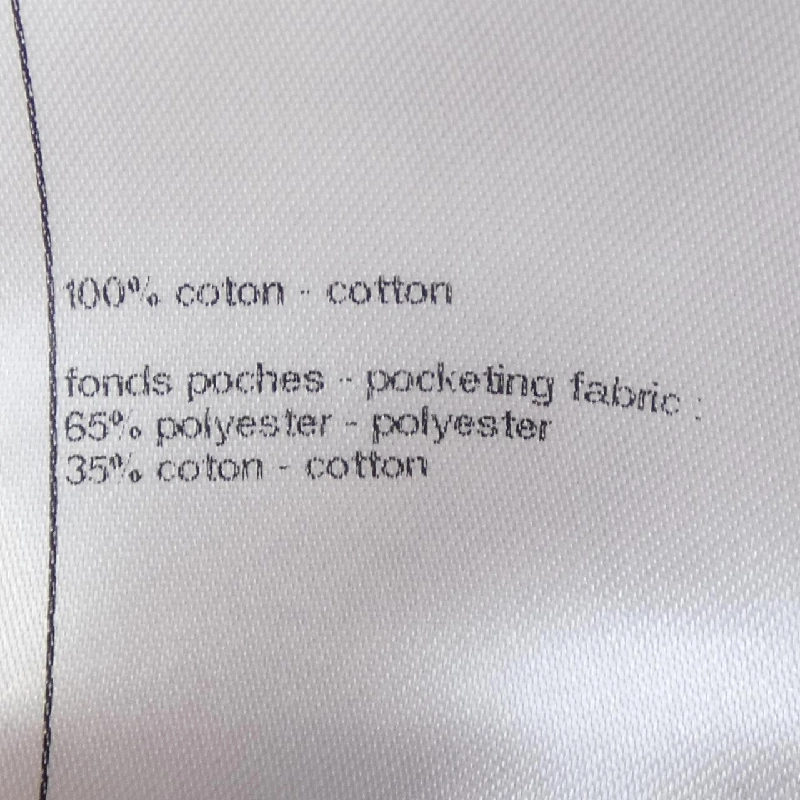 100% coton - cotton
fonds poches - pocketing fabric :
65% polyester - polyester
35% coton - cotton